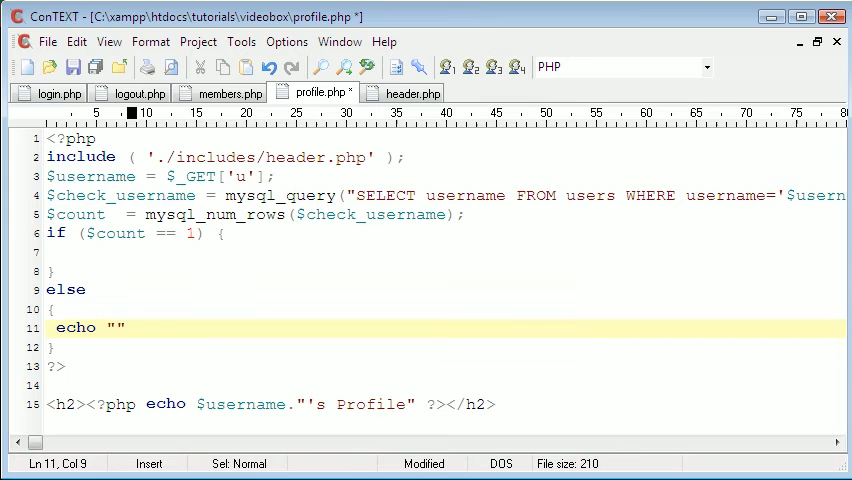 ConTEXT - [C:\xampp\htdocs\tutorials\videobox\profile.php *]
File Edit View Format Project Tools Options Window Help
1 2 3 4 PHP
login.php logout.php members.php profile.php * header.php
5 10 15 20 25 30 35 40 45 50 55 60 65 70 75 80
1 <?php
2 include ( './includes/header.php' );
3 $username = $_GET['u'];
4 $check_username = mysql_query("SELECT username FROM users WHERE username='$usern
5 $count  = mysql_num_rows($check_username);
6 if ($count == 1) {
7
8 }
9 else
10 {
11  echo ""
12 }
13 ?>
14
15 <h2><?php echo $username."'s Profile" ?></h2>
Ln 11, Col 9 Insert Sel: Normal Modified DOS File size: 210